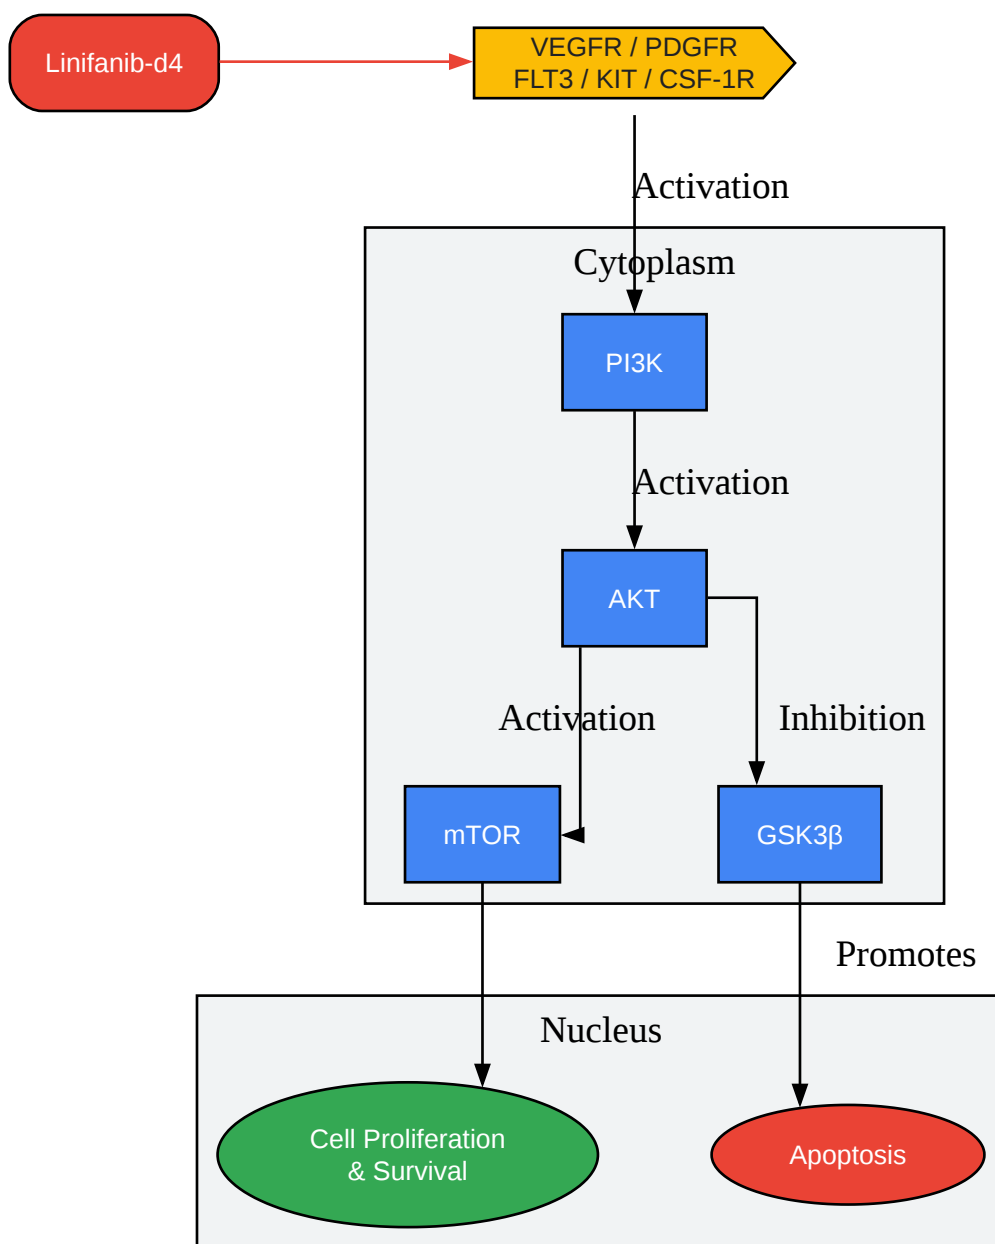 Linifanib-d4
VEGFR / PDGFR
FLT3 / KIT / CSF-1R
Activation
Cytoplasm
PI3K
Activation
AKT
Activation
Inhibition
mTOR
GSK3β
Promotes
Nucleus
Cell Proliferation
& Survival
Apoptosis